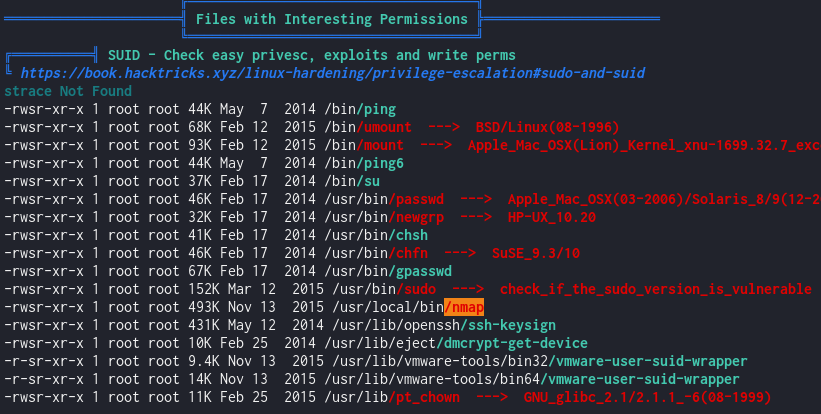 Files with Interesting Permissions
SUID - Check easy privesc, exploits and write perms
https://book.hacktricks.xyz/linux-hardening/privilege-escalation#sudo-and-suid
strace Not Found
-rwsr-xr-x 1 root root 44K May  7  2014 /bin/ping
-rwsr-xr-x 1 root root 68K Feb 12  2015 /bin/umount  --->  BSD/Linux(08-1996)
-rwsr-xr-x 1 root root 93K Feb 12  2015 /bin/mount  --->  Apple_Mac_OSX(Lion)_Kernel_xnu-1699.32.7_exc
-rwsr-xr-x 1 root root 44K May  7  2014 /bin/ping6
-rwsr-xr-x 1 root root 37K Feb 17  2014 /bin/su
-rwsr-xr-x 1 root root 46K Feb 17  2014 /usr/bin/passwd  --->  Apple_Mac_OSX(03-2006)/Solaris_8/9(12-2
-rwsr-xr-x 1 root root 32K Feb 17  2014 /usr/bin/newgrp  --->  HP-UX_10.20
-rwsr-xr-x 1 root root 41K Feb 17  2014 /usr/bin/chsh
-rwsr-xr-x 1 root root 46K Feb 17  2014 /usr/bin/chfn  --->  SuSE_9.3/10
-rwsr-xr-x 1 root root 67K Feb 17  2014 /usr/bin/gpasswd
-rwsr-xr-x 1 root root 152K Mar 12  2015 /usr/bin/sudo  --->  check_if_the_sudo_version_is_vulnerable
-rwsr-xr-x 1 root root 493K Nov 13  2015 /usr/local/bin/nmap
-rwsr-xr-x 1 root root 431K May 12  2014 /usr/lib/openssh/ssh-keysign
-rwsr-xr-x 1 root root 10K Feb 25  2014 /usr/lib/eject/dmcrypt-get-device
-r-sr-xr-x 1 root root 9.4K Nov 13  2015 /usr/lib/vmware-tools/bin32/vmware-user-suid-wrapper
-r-sr-xr-x 1 root root 14K Nov 13  2015 /usr/lib/vmware-tools/bin64/vmware-user-suid-wrapper
-rwsr-xr-x 1 root root 11K Feb 25  2015 /usr/lib/pt_chown  --->  GNU_glibc_2.1/2.1.1_-6(08-1999)